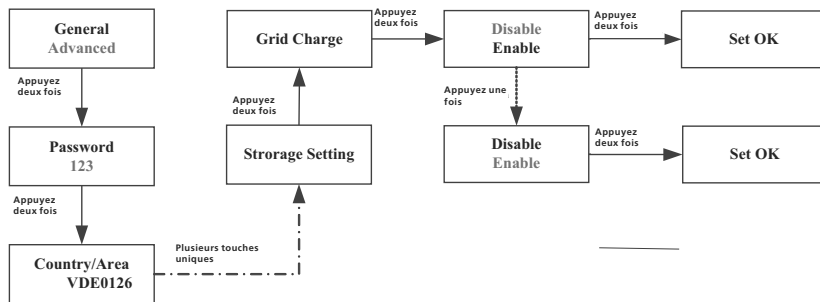 General
Advanced
Appuyez
deux fois
Password
123
Appuyez
deux fois
Country/Area
VDE0126
Plusieurs touches
uniques
Strorage Setting
Appuyez
deux fois
Grid Charge
Appuyez
deux fois
Disable
Enable
Appuyez
deux fois
Set OK
Appuyez une
fois
Disable
Enable
Appuyez
deux fois
Set OK